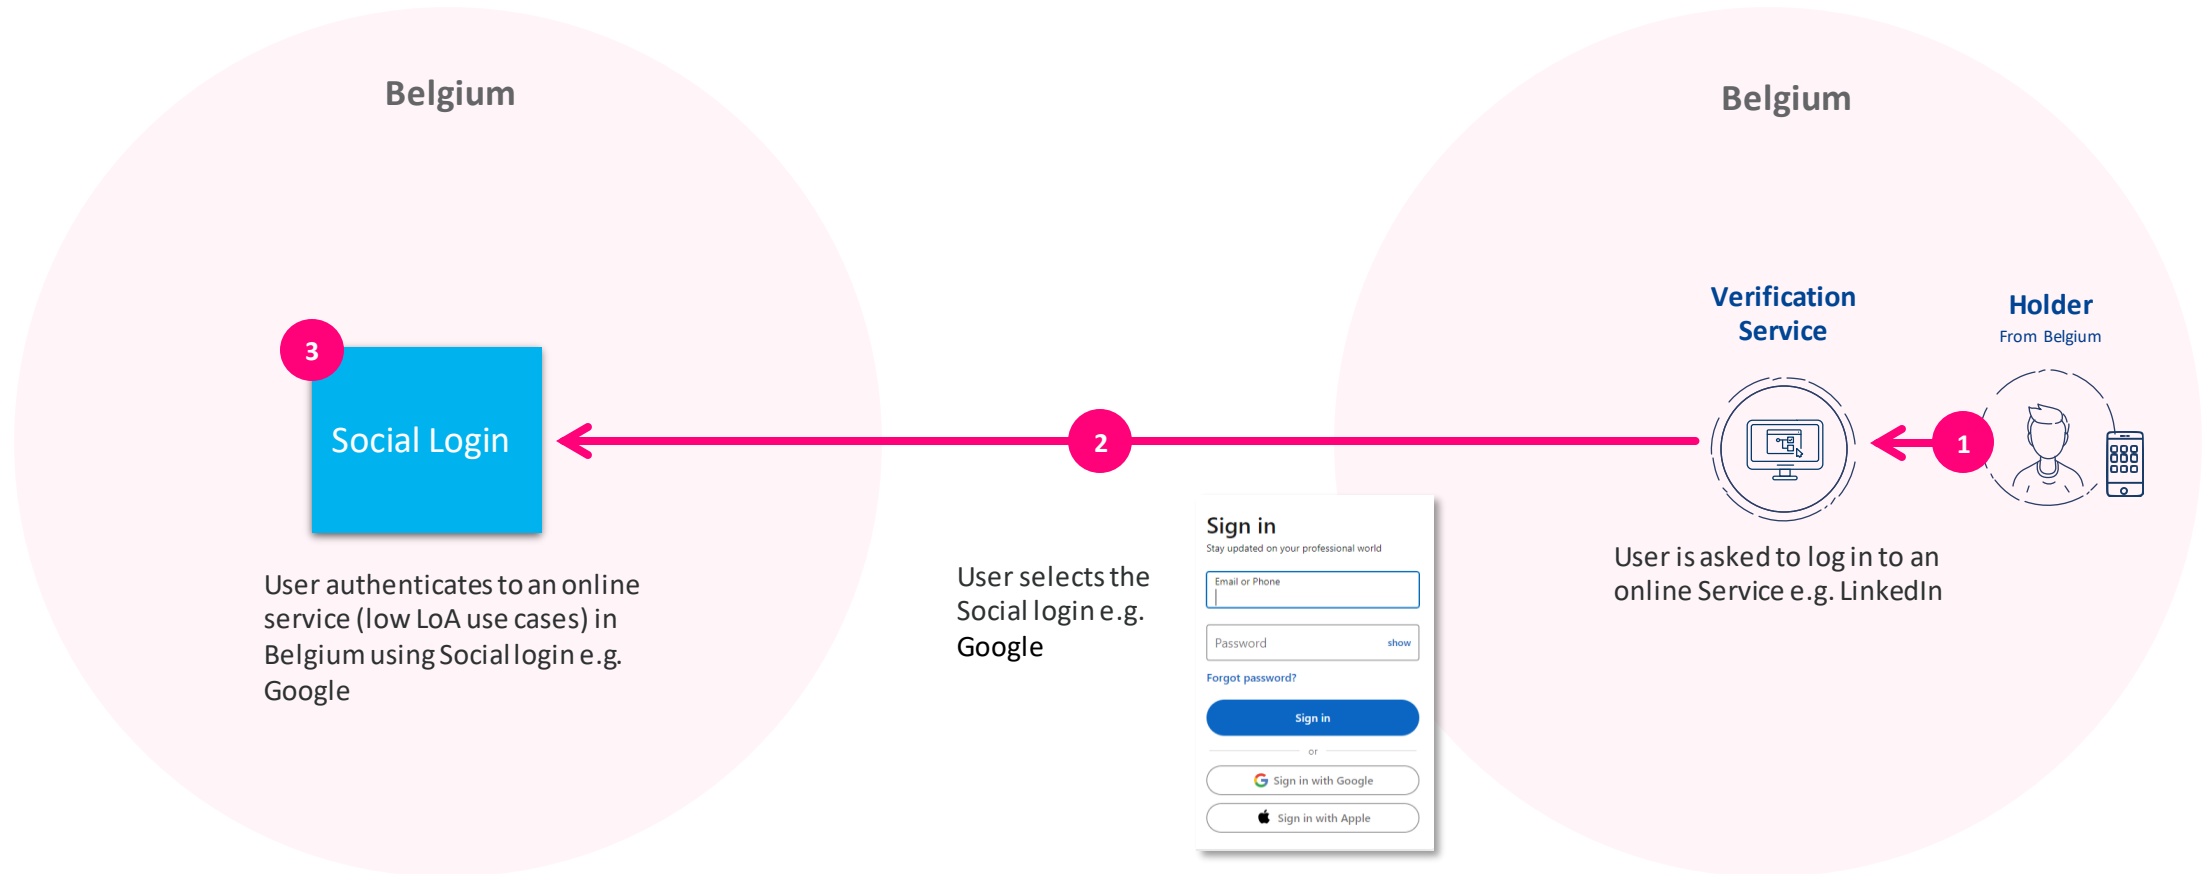 Belgium
Belgium
Verification
Service
Holder
From Belgium
3
Social Login
2
1
User authenticates to an online
service (low LoA use cases) in
Belgium using Social login e.g.
Google
User selects the
Social login e.g.
Google
Sign in
Stay updated on your professional world
Email or Phone
Password
show
Forgot password?
Sign in
or
Sign in with Google
Sign in with Apple
User is asked to log in to an
online Service e.g. LinkedIn